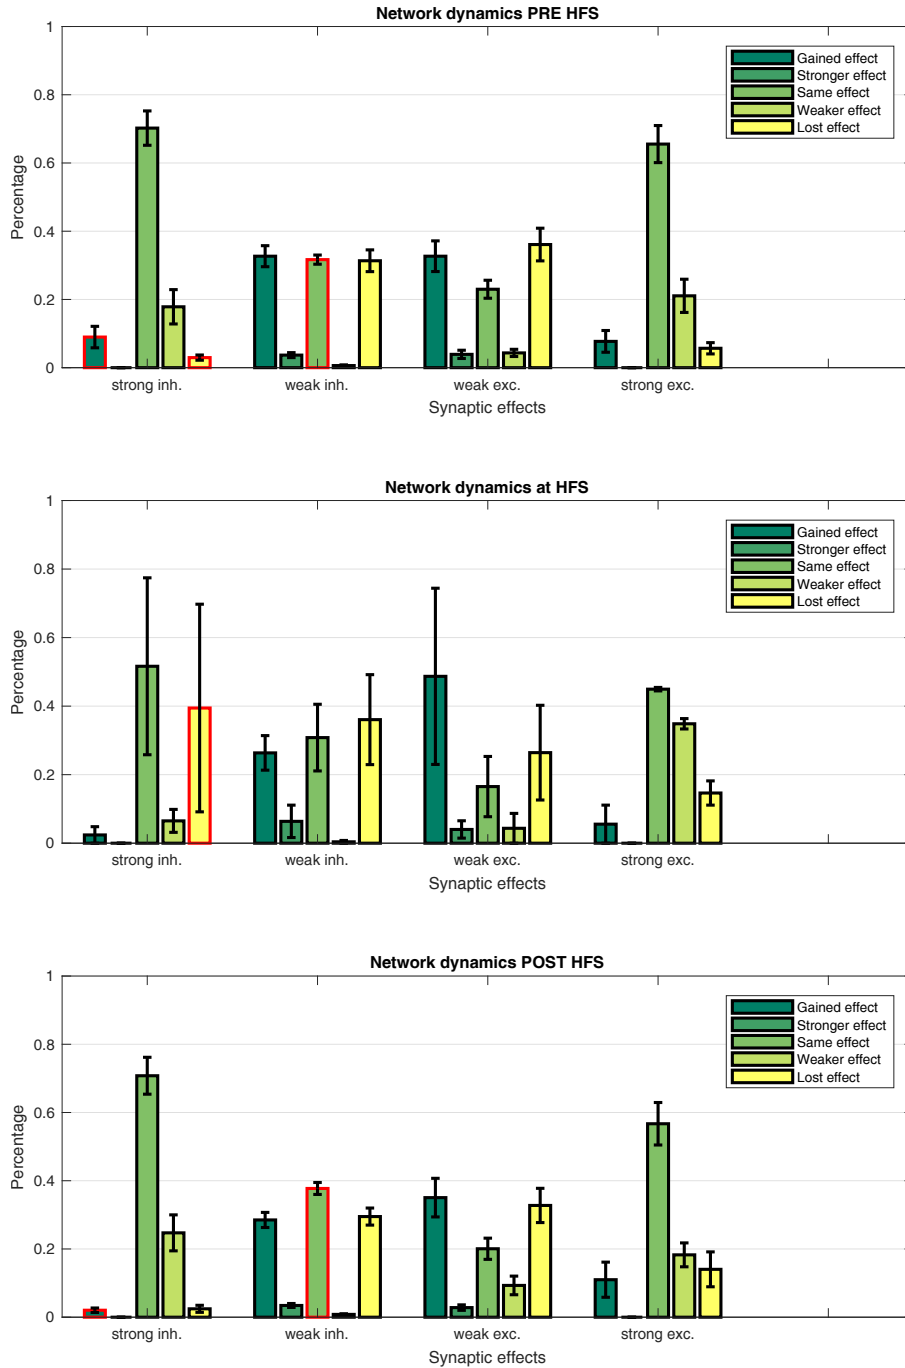 Network dynamics PRE HFS
1
0.8
0.6
0.4
0.2
0
Percentage
Gained effect
Stronger effect
Same effect
Weaker effect
Lost effect
strong inh. weak inh. weak exc. strong exc.
Synaptic effects
Network dynamics at HFS
1
0.8
0.6
0.4
0.2
0
Percentage
Gained effect
Stronger effect
Same effect
Weaker effect
Lost effect
strong inh. weak inh. weak exc. strong exc.
Synaptic effects
Network dynamics POST HFS
1
0.8
0.6
0.4
0.2
0
Percentage
Gained effect
Stronger effect
Same effect
Weaker effect
Lost effect
strong inh. weak inh. weak exc. strong exc.
Synaptic effects